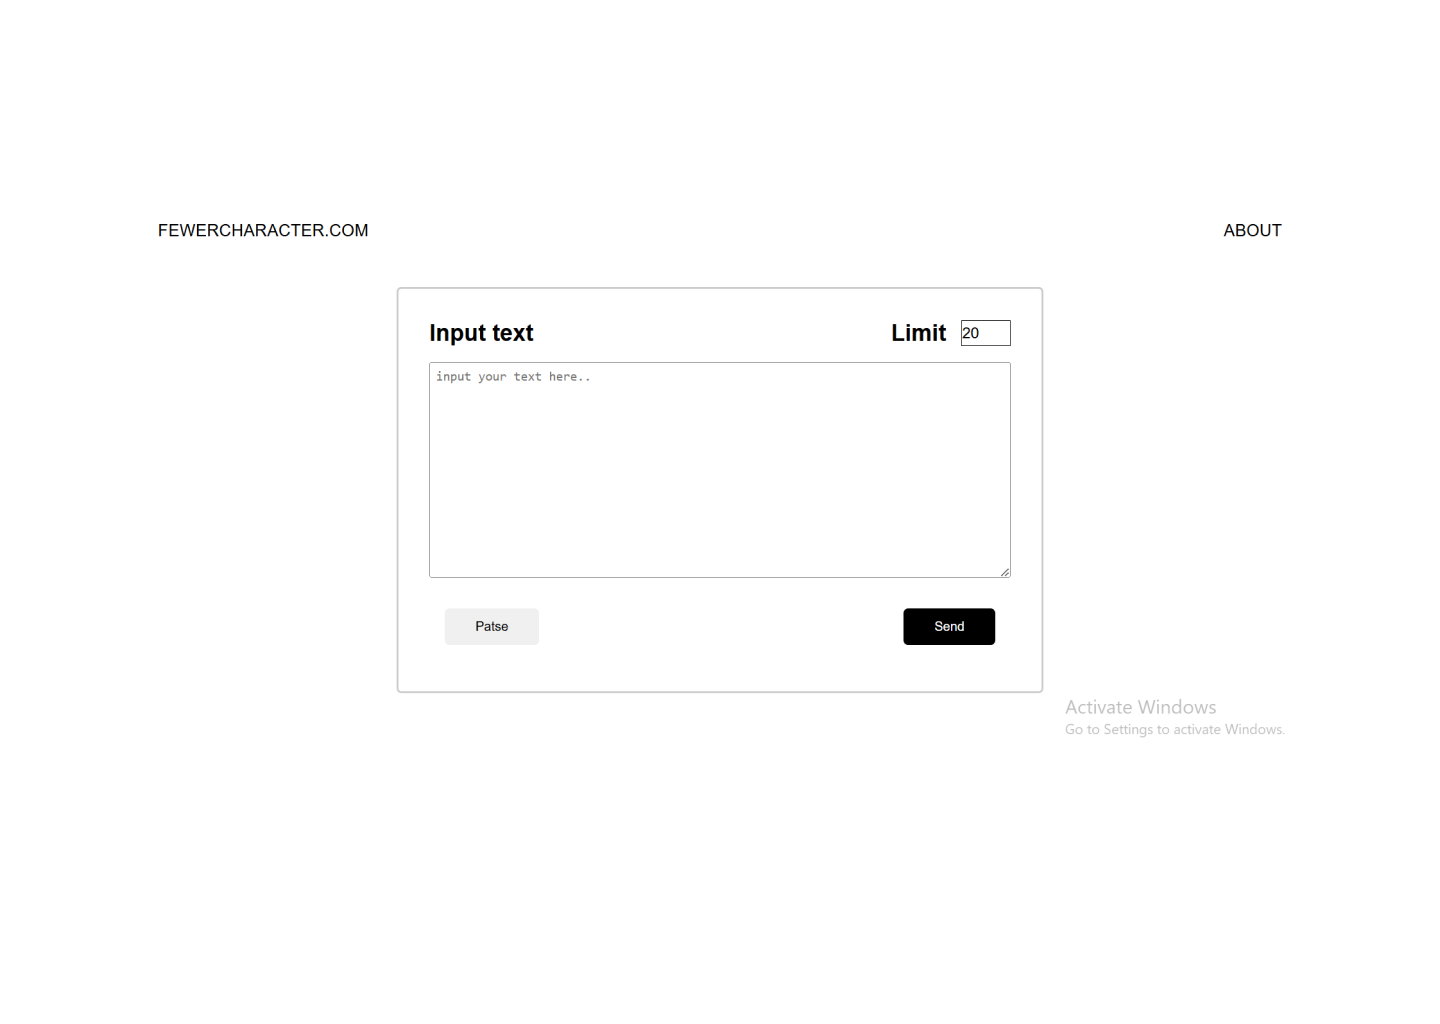 FEWERCHARACTER.COM
ABOUT
Input text
Limit 20
input your text here..
Patse
Send
Activate Windows
Go to Settings to activate Windows.